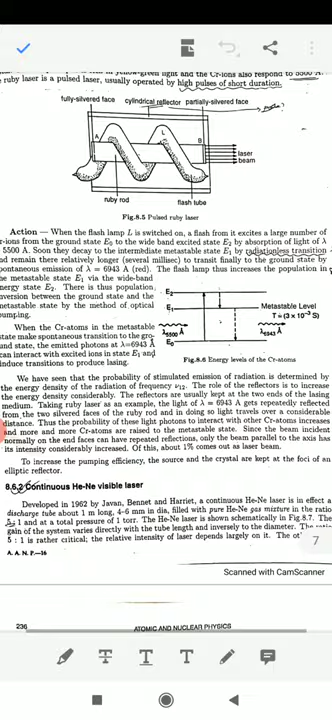 ruby laser is a pulsed laser, usually operated by high pulses of short duration.
fully-silvered face cylindrical reflector partially-silvered face
A L B
laser
beam
ruby rod flash tube
Fig.8.5 Pulsed ruby laser
Action — When the flash lamp L is switched on, a flash from it excites a large number of
r-ions from the ground state E0 to the wide band excited state E2 by absorption of light of λ
5500 A. Soon they decay to the intermediate metastable state E1 by radiationless transition
and remain there relatively longer (several millisec) to transit finally to the ground state by
spontaneous emission of λ = 6943 A (red). The flash lamp thus increases the population in
the metastable state E1 via the wide-band
energy state E2. There is thus population
inversion between the ground state and the
metastable state by the method of optical
pumping.
E2
E1 Metastable Level
T = (3 x 10⁻³ S)
λ5500A λ6943A
E0
Fig.8.6 Energy levels of the Cr-atoms
When the Cr-atoms in the metastable
state make spontaneous transition to the gro-
und state, the emitted photons at λ=6943 A
can interact with excited ions in state E1 and
induce transitions to produce lasing.
We have seen that the probability of stimulated emission of radiation is determined by
the energy density of the radiation of frequency ν12. The role of the reflectors is to increase
the energy density considerably. The reflectors are usually kept at the two ends of the lasing
medium. Taking ruby laser as an example, the light of λ = 6943 A gets repeatedly reflected
from the two silvered faces of the ruby rod and in doing so light travels over a considerable
distance. Thus the probability of these light photons to interact with other Cr-atoms increases
and more and more Cr-atoms are raised to the metastable state. Since the beam incident
normally on the end faces can have repeated reflections, only the beam parallel to the axis has
its intensity considerably increased. Of this, about 1% comes out as laser beam.
To increase the pumping efficiency, the source and the crystal are kept at the foci of an
elliptic reflector.
8.6.2 Continuous He-Ne visible laser
Developed in 1962 by Javan, Bennet and Harriet, a continuous He-Ne laser is in effect a
discharge tube about 1 m long, 4–6 mm in dia, filled with pure He-Ne gas mixture in the ratio
5 : 1 and at a total pressure of 1 torr. The He-Ne laser is shown schematically in Fig.8.7. The
gain of the system varies directly with the tube length and inversely to the diameter. The
5 : 1 is rather critical; the relative intensity of laser depends largely on it. The
7
A. A. N. P.—16
Scanned with CamScanner
236 ATOMIC AND NUCLEAR PHYSICS